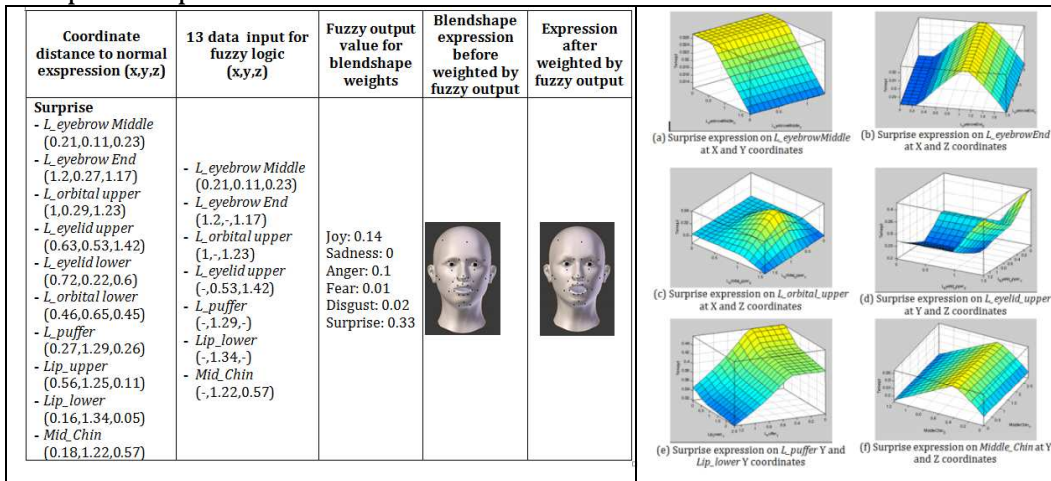 Coordinate
distance to normal
exspression (x,y,z)
13 data input for
fuzzy logic
(x,y,z)
Fuzzy output
value for
blendshape
weights
Blendshape
expression
before
weighted by
fuzzy output
Expression
after
weighted by
fuzzy output
Surprise
- L_eyebrow Middle
(0.21,0.11,0.23)
- L_eyebrow End
(1.2,0.27,1.17)
- L_orbital upper
(1,0.29,1.23)
- L_eyelid upper
(0.63,0.53,1.42)
- L_eyelid lower
(0.72,0.22,0.6)
- L_orbital lower
(0.46,0.65,0.45)
- L_puffer
(0.27,1.29,0.26)
- Lip_upper
(0.56,1.25,0.11)
- Lip_lower
(0.16,1.34,0.05)
- Mid_Chin
(0.18,1.22,0.57)
- L_eyebrow Middle
(0.21,0.11,0.23)
- L_eyebrow End
(1.2,-,1.17)
- L_orbital upper
(1,-,1.23)
- L_eyelid upper
(-,0.53,1.42)
- L_puffer
(-,1.29,-)
- Lip_lower
(-,1.34,-)
- Mid_Chin
(-,1.22,0.57)
Joy: 0.14
Sadness: 0
Anger: 0.1
Fear: 0.01
Disgust: 0.02
Surprise: 0.33
(a) Surprise expression on L_eyebrowMiddle
at X and Y coordinates
(b) Surprise expression on L_eyebrowEnd
at X and Z coordinates
(c) Surprise expression on L_orbital_upper
at X and Z coordinates
(d) Surprise expression on L_eyelid_upper
at Y and Z coordinates
(e) Surprise expression on L_puffer Y and
Lip_lower Y coordinates
(f) Surprise expression on Middle_Chin at Y
and Z coordinates